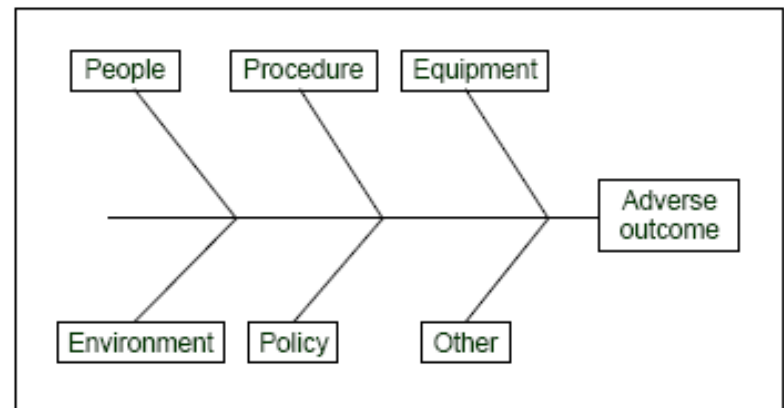 People
Procedure
Equipment
Adverse
outcome
Environment
Policy
Other